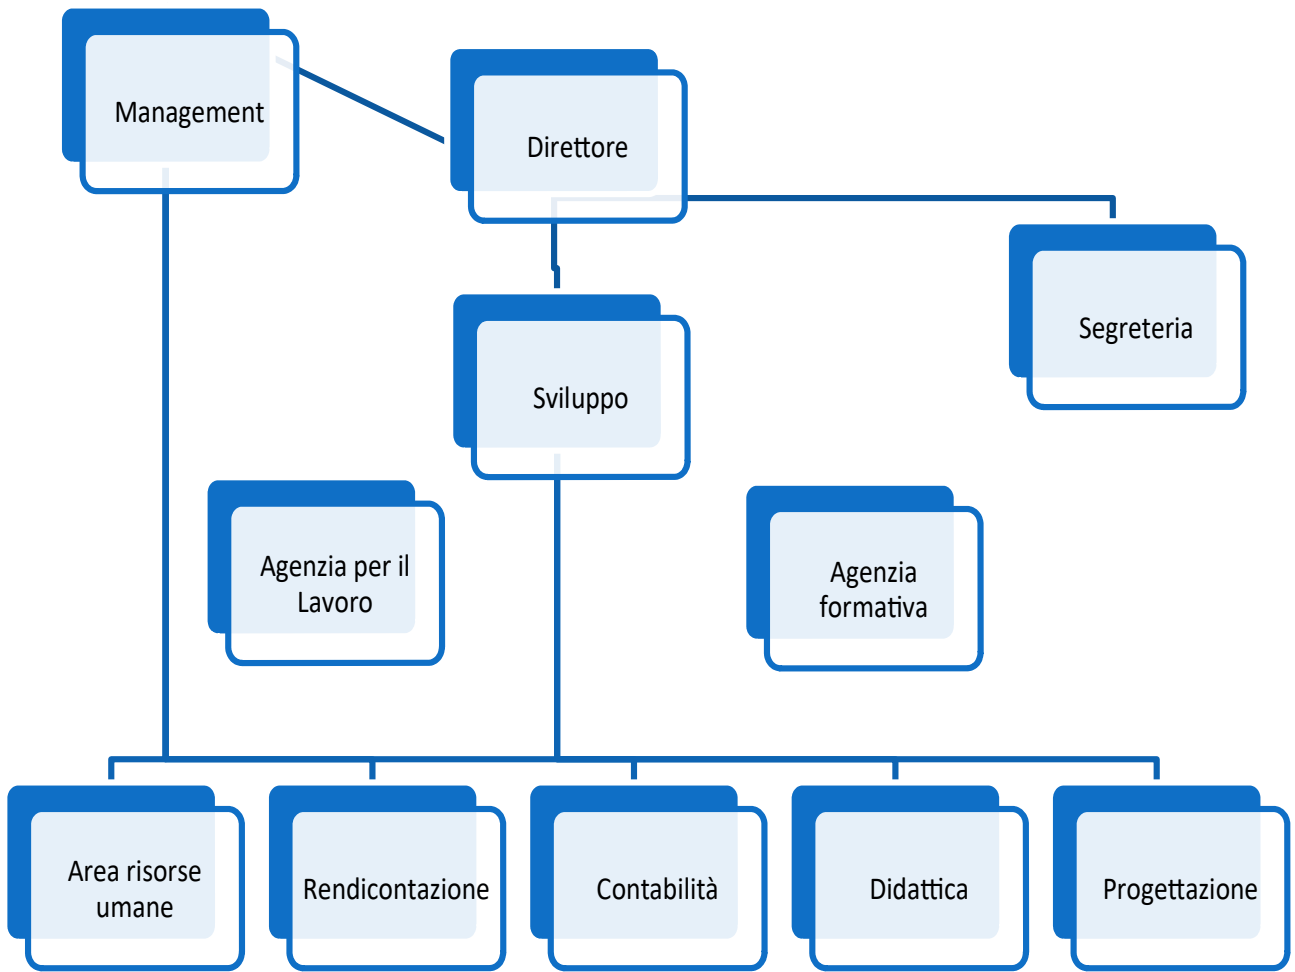 Management
Direttore
Segreteria
Sviluppo
Agenzia per il
Lavoro
Agenzia
formativa
Area risorse
umane
Rendicontazione
Contabilità
Didattica
Progettazione